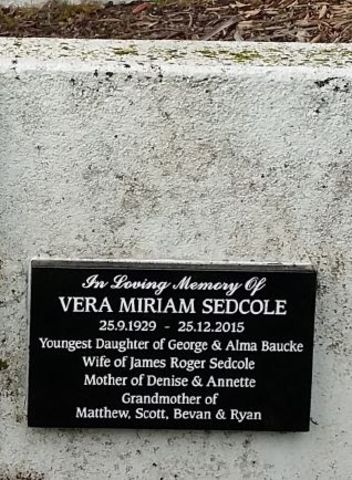 In Loving Memory Of
VERA MIRIAM SEDCOLE
25.9.1929 - 25.12.2015
Youngest Daughter of George & Alma Baucke
Wife of James Roger Sedcole
Mother of Denise & Annette
Grandmother of
Matthew, Scott, Bevan & Ryan